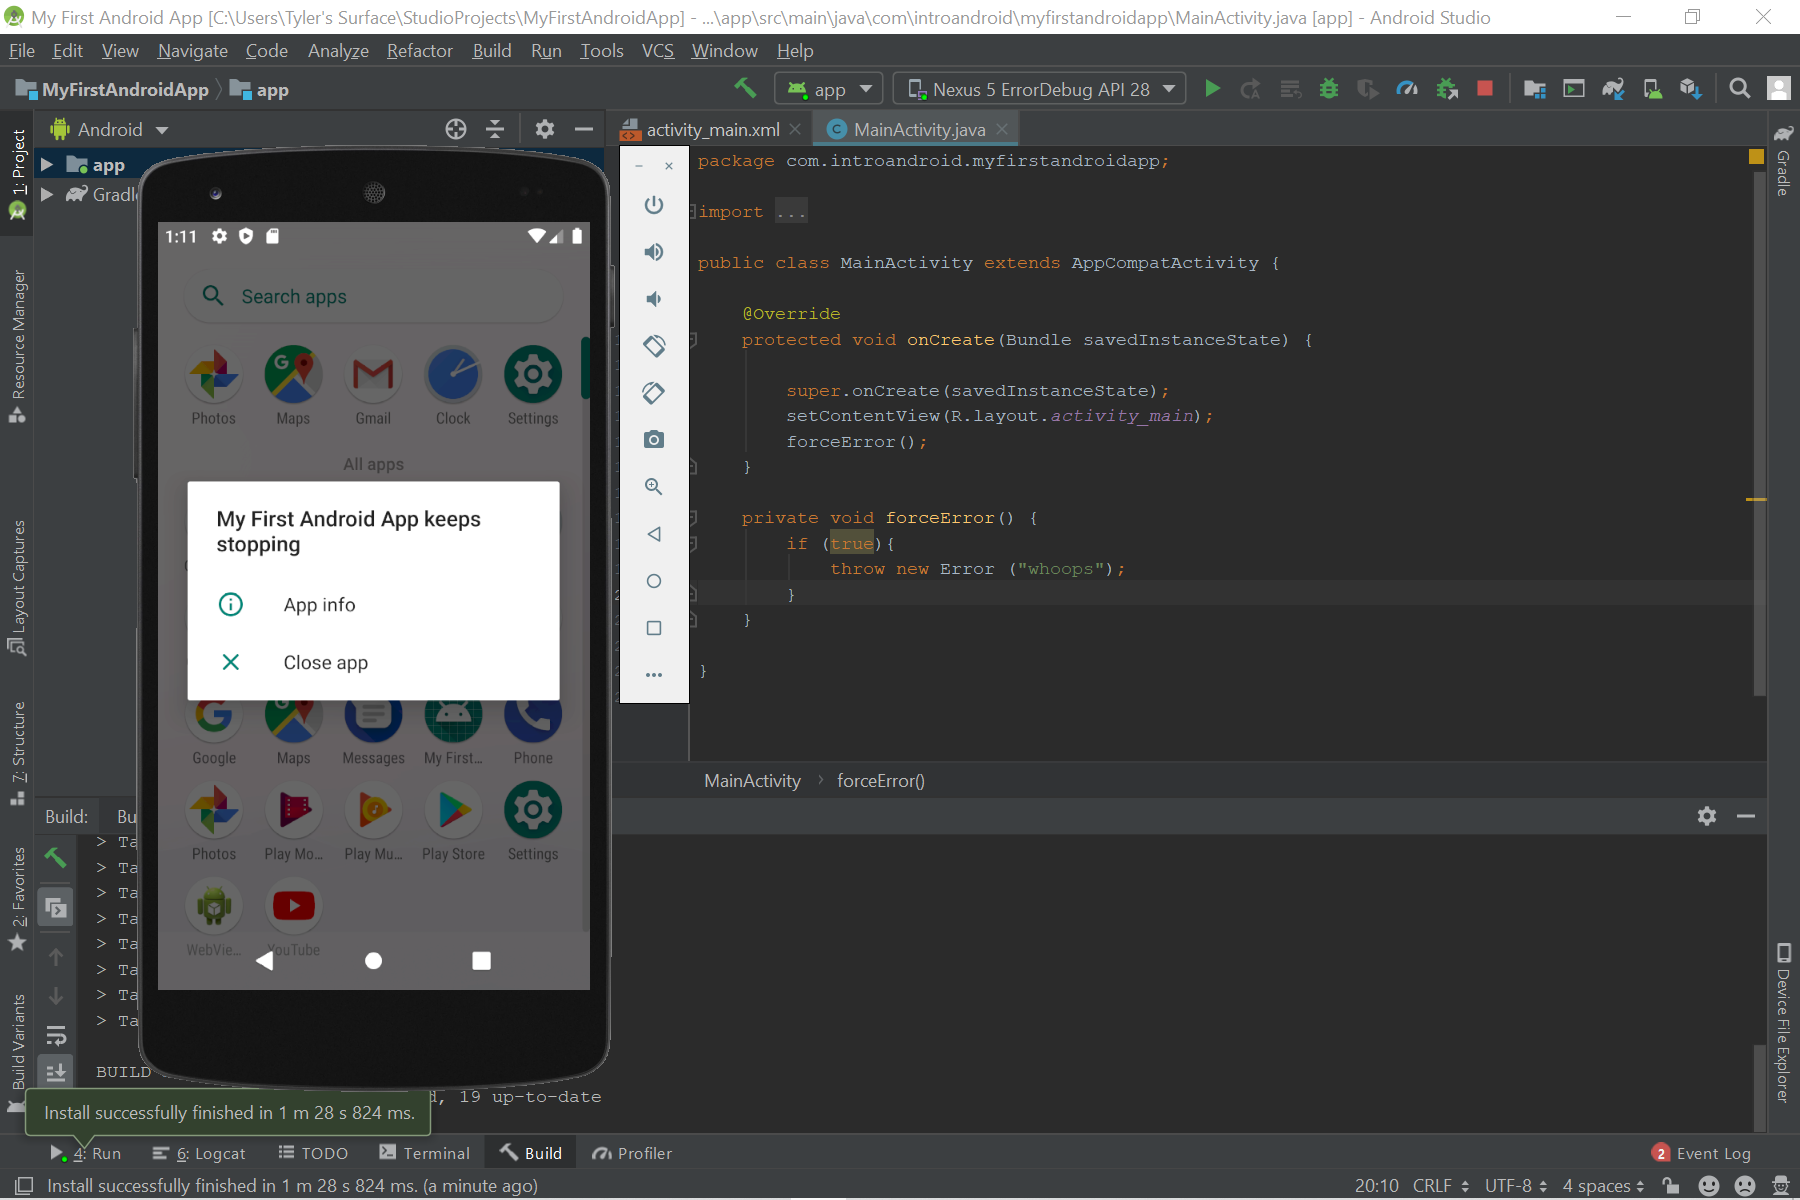 My First Android App [C:\Users\Tyler's Surface\StudioProjects\MyFirstAndroidApp] - ...\app\src\main\java\com\introandroid\myfirstandroidapp\MainActivity.java [app] - Android Studio
File Edit View Navigate Code Analyze Refactor Build Run Tools VCS Window Help
MyFirstAndroidApp app
app Nexus 5 ErrorDebug API 28
Android
activity_main.xml MainActivity.java
1: Project
Resource Manager
Layout Captures
7: Structure
2: Favorites
Build Variants
app
Gradle
1:11
Search apps
Photos Maps Gmail Clock Settings
All apps
My First Android App keeps
stopping
App info
Close app
Google Maps Messages My First... Phone
Photos Play Mo... Play Mu... Play Store Settings
WebVie... YouTube
package com.introandroid.myfirstandroidapp;
import ...
public class MainActivity extends AppCompatActivity {
@Override
protected void onCreate(Bundle savedInstanceState) {
super.onCreate(savedInstanceState);
setContentView(R.layout.activity_main);
forceError();
}
private void forceError() {
if (true){
throw new Error ("whoops");
}
}
}
MainActivity forceError()
Gradle
Device File Explorer
Build: Bu
> Ta
> Ta
> Ta
> Ta
> Ta
> Ta
> Ta
> Ta
BUILD
d, 19 up-to-date
Install successfully finished in 1 m 28 s 824 ms.
4: Run 6: Logcat TODO Terminal Build Profiler 2 Event Log
Install successfully finished in 1 m 28 s 824 ms. (a minute ago) 20:10 CRLF UTF-8 4 spaces